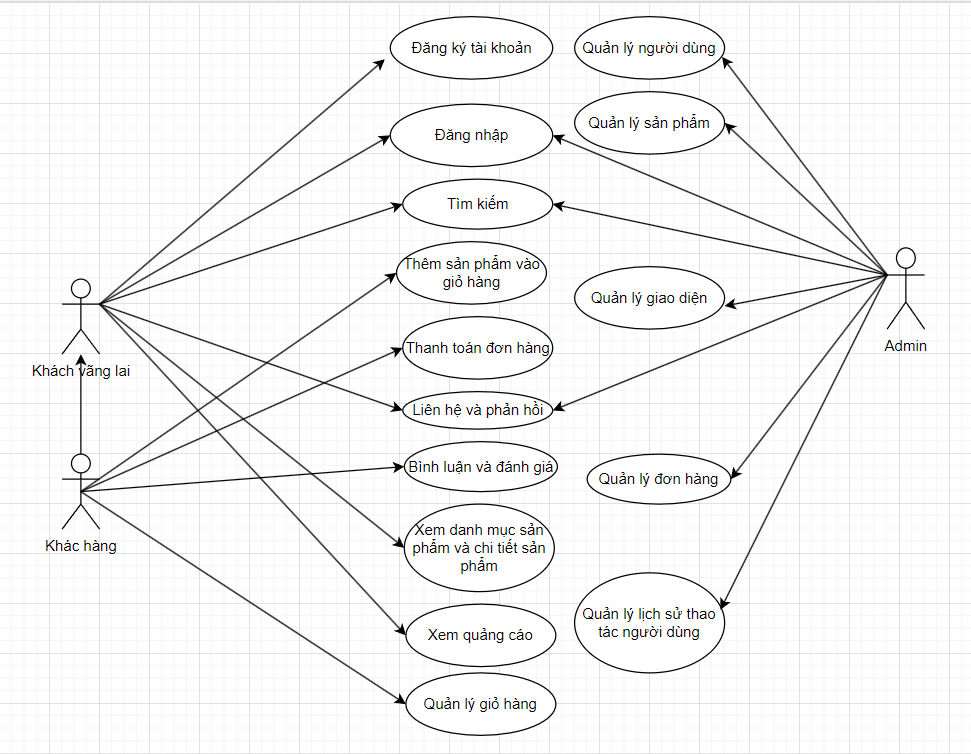 Đăng ký tài khoản
Quản lý người dùng
Đăng nhập
Quản lý sản phẩm
Tìm kiếm
Thêm sản phẩm vào
giỏ hàng
Quản lý giao diện
Admin
Khách vãng lai
Thanh toán đơn hàng
Liên hệ và phản hồi
Bình luận và đánh giá
Quản lý đơn hàng
Khác hàng
Xem danh mục sản
phẩm và chi tiết sản
phẩm
Quản lý lịch sử thao
tác người dùng
Xem quảng cáo
Quản lý giỏ hàng